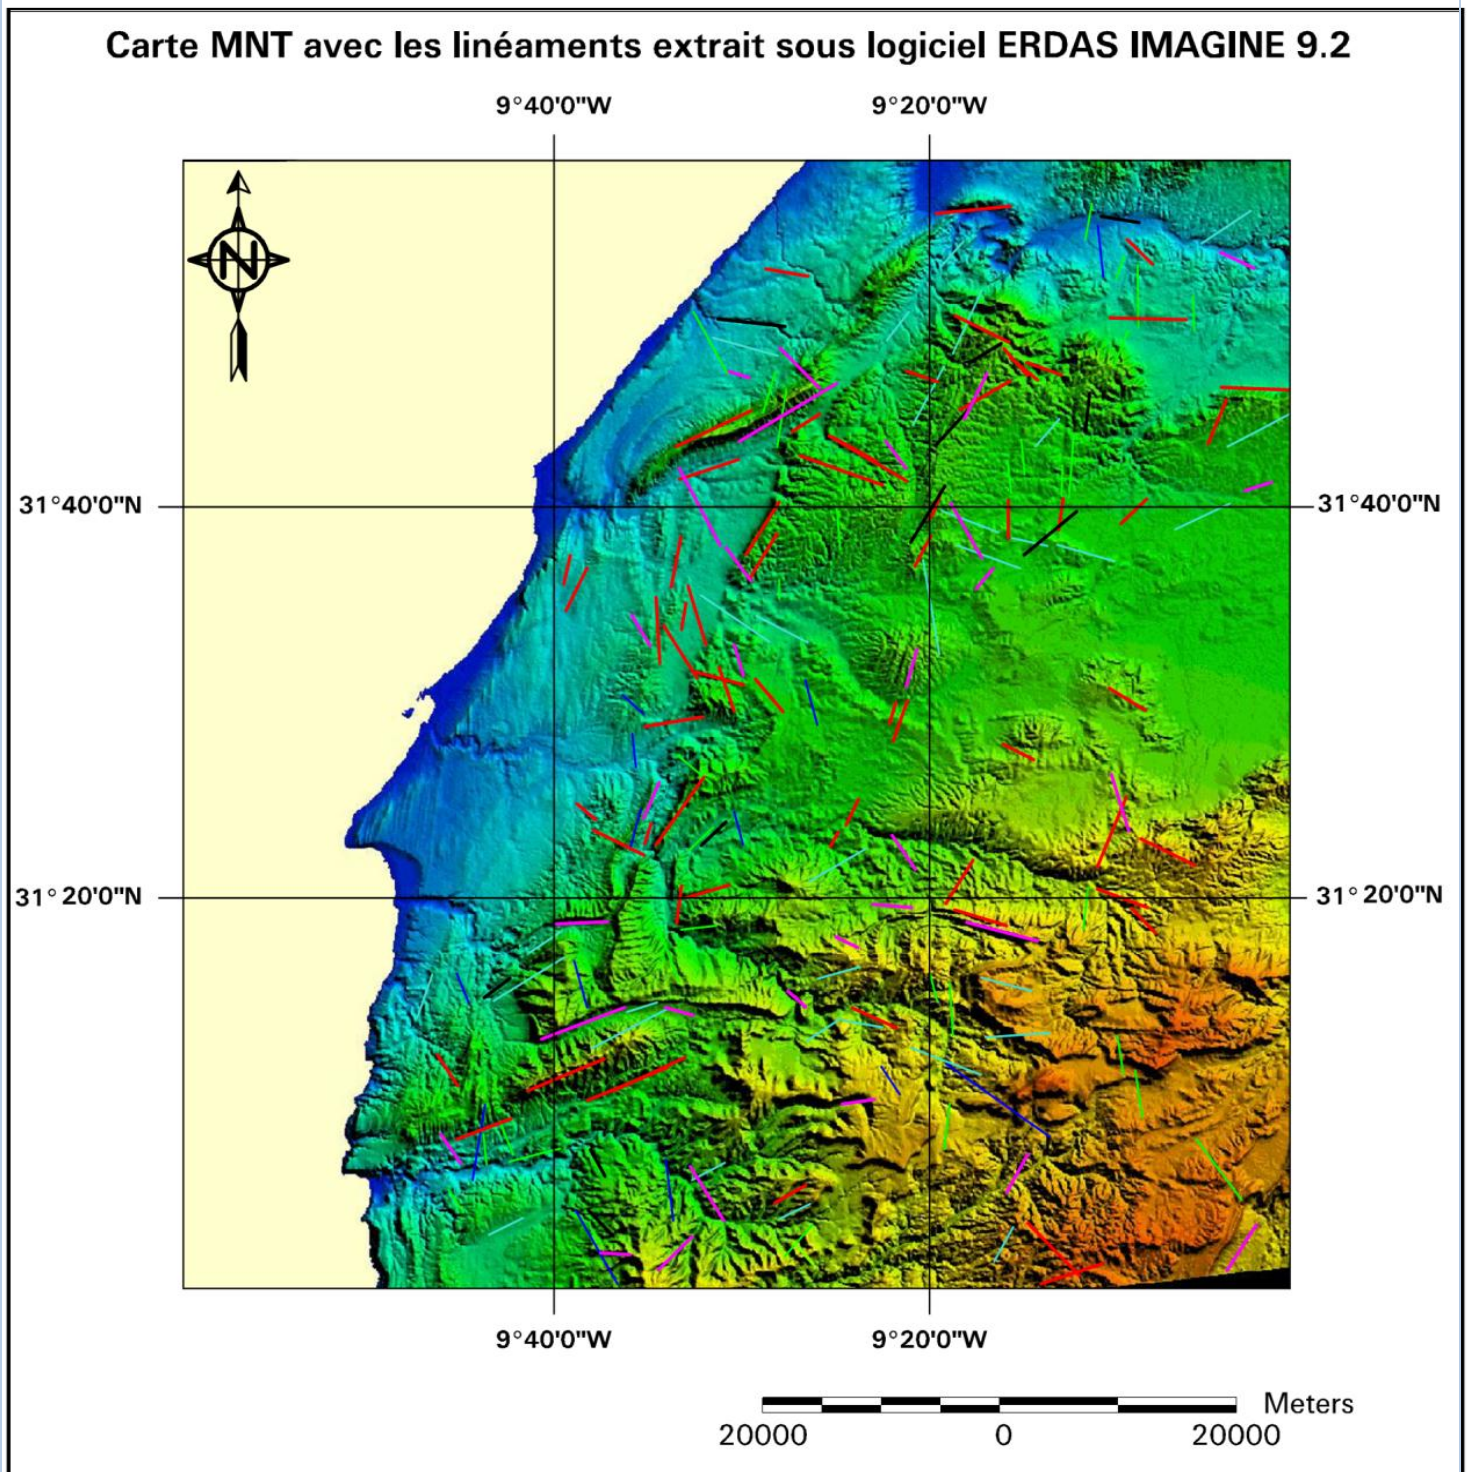 Carte MNT avec les linéaments extrait sous logiciel ERDAS IMAGINE 9.2
9°40'0"W 9°20'0"W
N
31°40'0"N 31°40'0"N
31°20'0"N 31°20'0"N
9°40'0"W 9°20'0"W
Meters
20000 0 20000